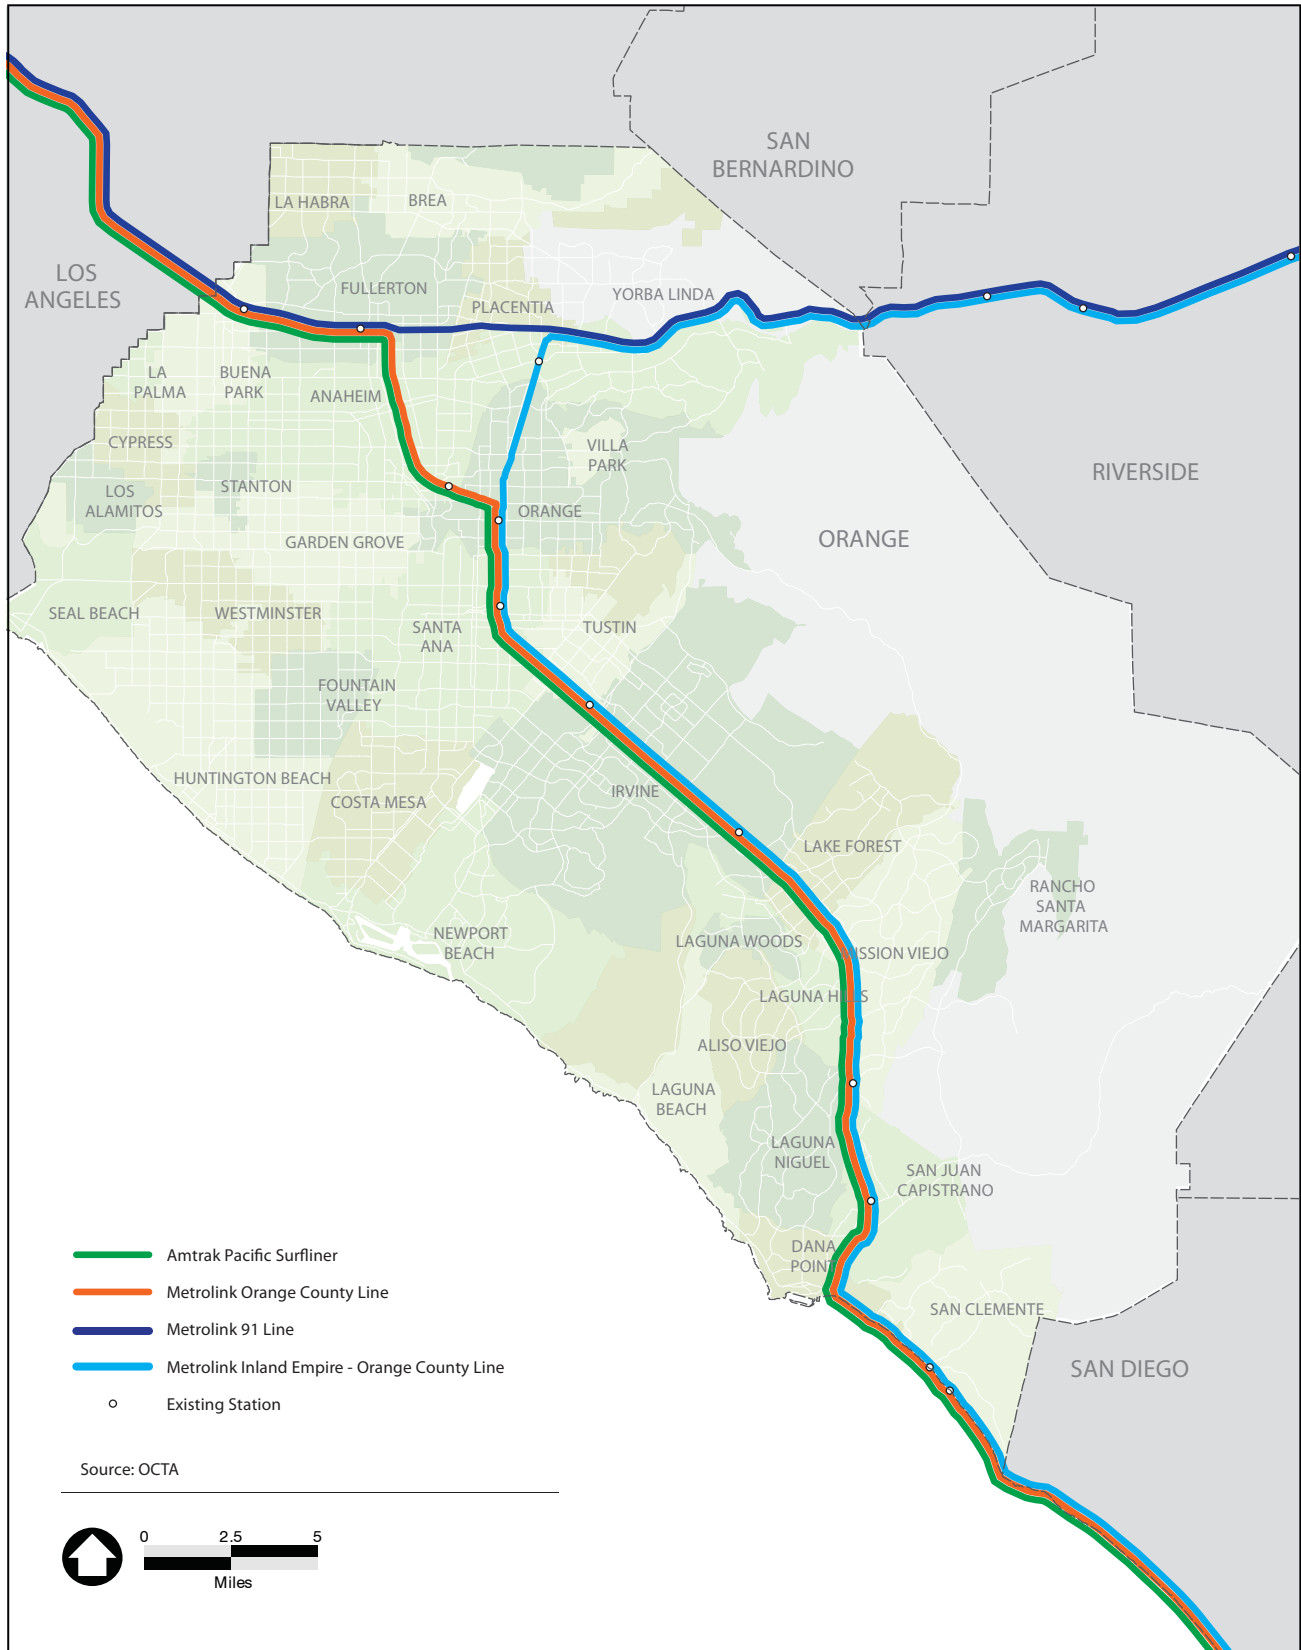 SAN
BERNARDINO
LA HABRA
BREA
LOS
ANGELES
FULLERTON
PLACENTIA
YORBA LINDA
LA
PALMA
BUENA
PARK
ANAHEIM
CYPRESS
VILLA
PARK
RIVERSIDE
LOS
ALAMITOS
STANTON
ORANGE
ORANGE
GARDEN GROVE
SEAL BEACH
WESTMINSTER
SANTA
ANA
TUSTIN
FOUNTAIN
VALLEY
HUNTINGTON BEACH
COSTA MESA
IRVINE
LAKE FOREST
RANCHO
SANTA
MARGARITA
NEWPORT
BEACH
LAGUNA WOODS
VIEJO
LAGUNA
ALISO VIEJO
LAGUNA
BEACH
LAGUNA
NIGUEL
SAN JUAN
CAPISTRANO
DANA
POINT
SAN CLEMENTE
SAN DIEGO
Amtrak Pacific Surfliner
Metrolink Orange County Line
Metrolink 91 Line
Metrolink Inland Empire - Orange County Line
Existing Station
Source: OCTA
0 2.5 5
Miles